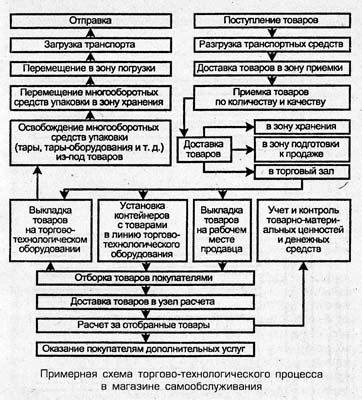 Отправка
Загрузка транспорта
Перемещение в зону погрузки
Перемещение многооборотных
средств упаковки в зону хранения
Освобождение многооборотных
средств упаковки
(тары, тары-оборудования и т. д.)
из-под товаров
Поступление товаров
Разгрузка транспортных средств
Доставка товаров в зону приемки
Приемка товаров
по количеству и качеству
Доставка
товаров
в зону хранения
в зону подготовки
к продаже
в торговый зал
Выкладка
товаров
на торгово-
технологическом
оборудовании
Установка
контейнеров
с товарами
в линию торгово-
технологического
оборудования
Выкладка
товаров
на рабочем
месте
продавца
Учет и контроль
товарно-мате-
риальных
ценностей
и денежных
средств
Отборка товаров покупателями
Доставка товаров в узел расчета
Расчет за отобранные товары
Оказание покупателям дополнительных услуг
Примерная схема торгово-технологического процесса
в магазине самообслуживания